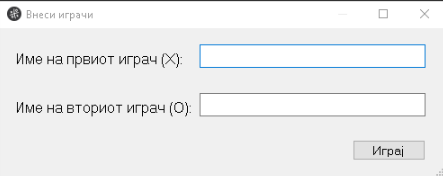 Внеси играчи
Име на првиот играч (X):
Име на вториот играч (О):
Играј